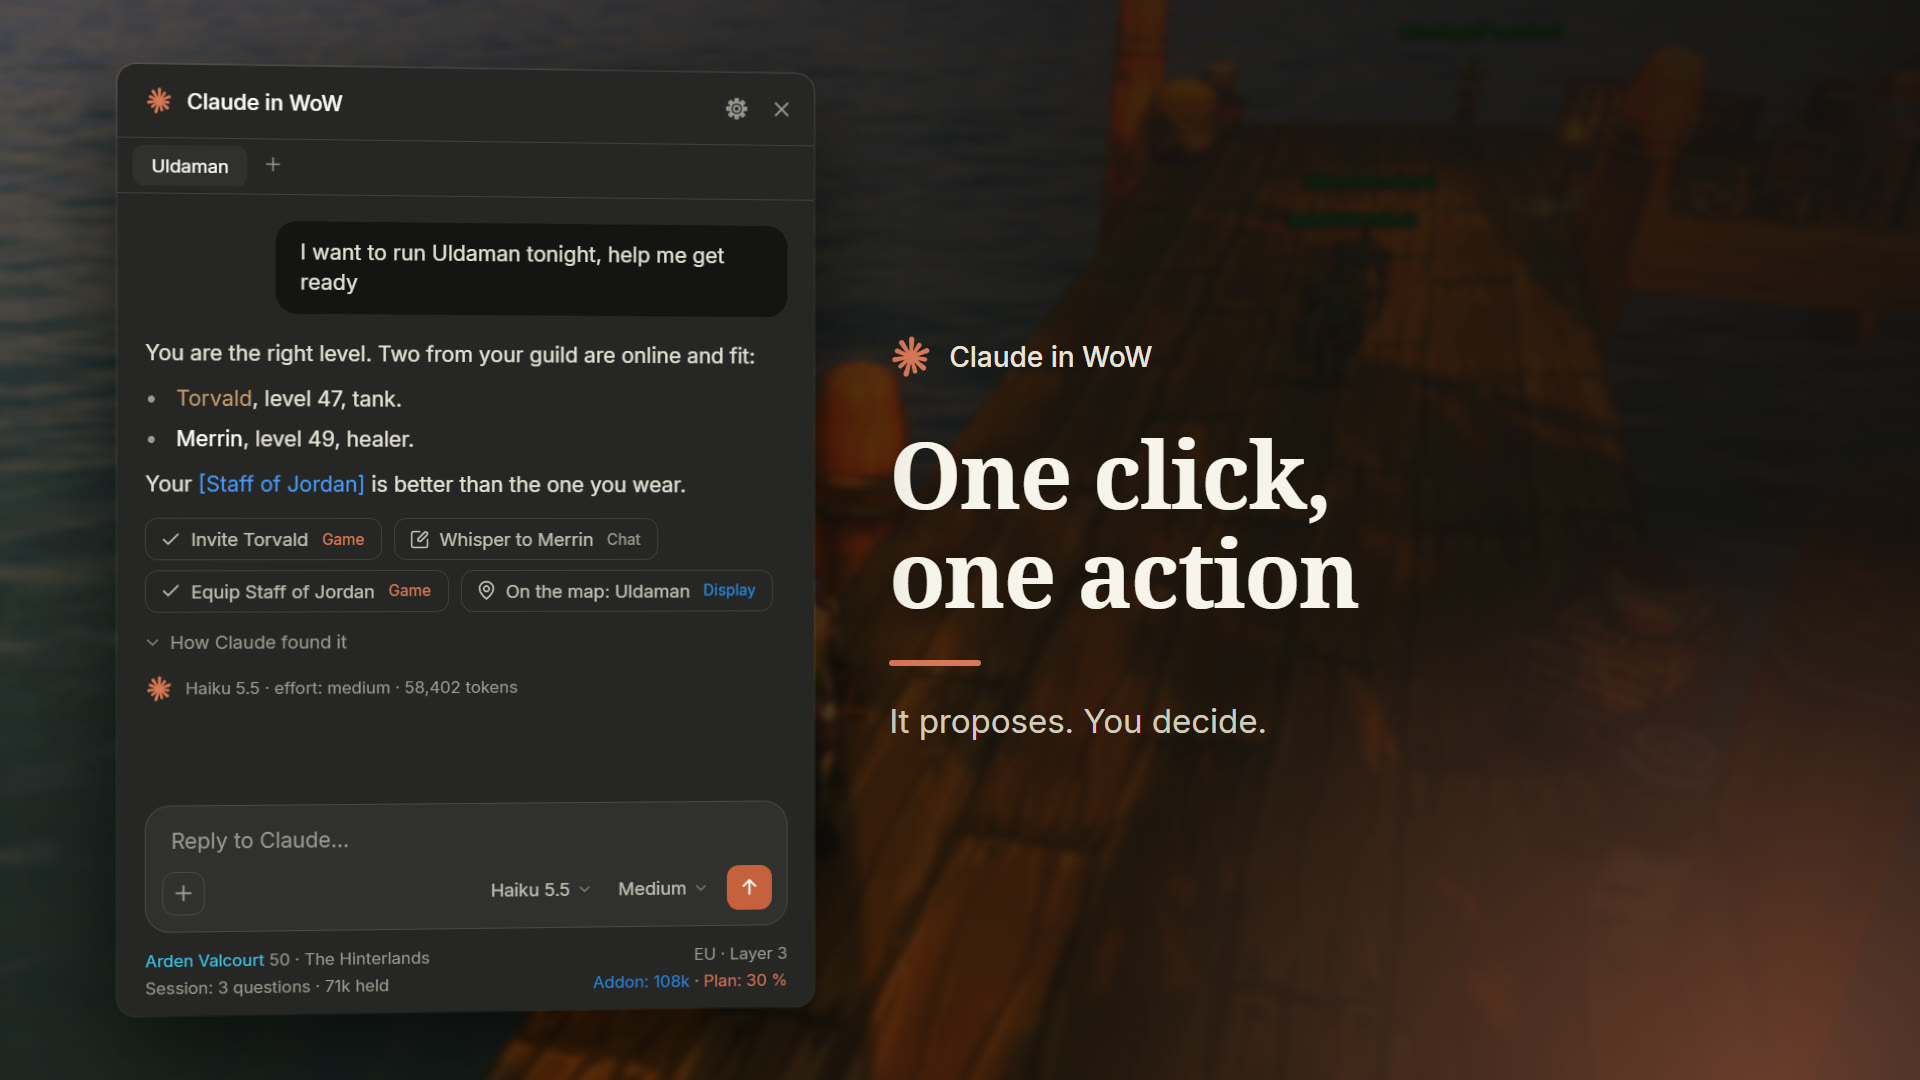 Claude in WoW
Uldaman
I want to run Uldaman tonight, help me get
ready
You are the right level. Two from your guild are online and fit:
• Torvald, level 47, tank.
• Merrin, level 49, healer.
Your [Staff of Jordan] is better than the one you wear.
Invite Torvald Game
Whisper to Merrin Chat
Equip Staff of Jordan Game
On the map: Uldaman Display
How Claude found it
Haiku 5.5 · effort: medium · 58,402 tokens
Reply to Claude...
Haiku 5.5
Medium
Arden Valcourt 50 · The Hinterlands
EU · Layer 3
Session: 3 questions · 71k held
Addon: 108k · Plan: 30 %
Claude in WoW
One click,
one action
It proposes. You decide.